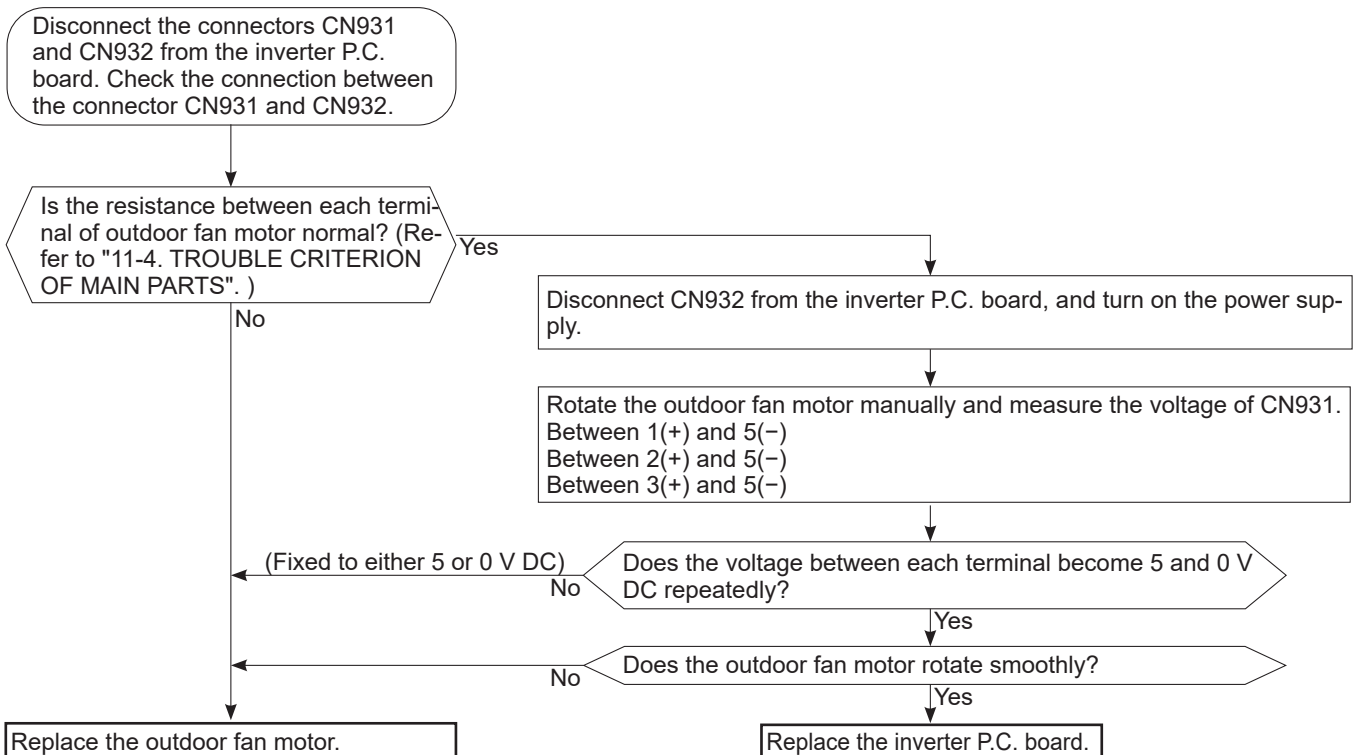 Disconnect the connectors CN931
and CN932 from the inverter P.C.
board. Check the connection between
the connector CN931 and CN932.
Is the resistance between each termi-
nal of outdoor fan motor normal? (Re-
fer to "11-4. TROUBLE CRITERION
OF MAIN PARTS". )
Yes
No
Disconnect CN932 from the inverter P.C. board, and turn on the power sup-
ply.
Rotate the outdoor fan motor manually and measure the voltage of CN931.
Between 1(+) and 5(−)
Between 2(+) and 5(−)
Between 3(+) and 5(−)
(Fixed to either 5 or 0 V DC)
No
Does the voltage between each terminal become 5 and 0 V
DC repeatedly?
Yes
No
Does the outdoor fan motor rotate smoothly?
Yes
Replace the outdoor fan motor.
Replace the inverter P.C. board.